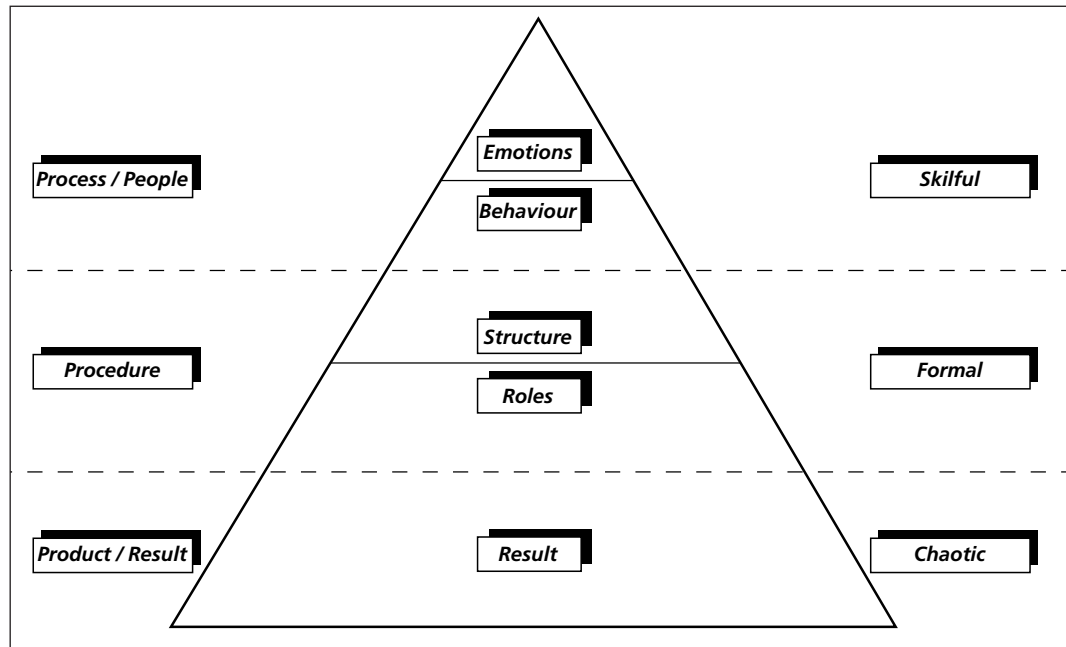 Emotions
Process / People
Skilful
Behaviour
Structure
Procedure
Formal
Roles
Product / Result
Result
Chaotic